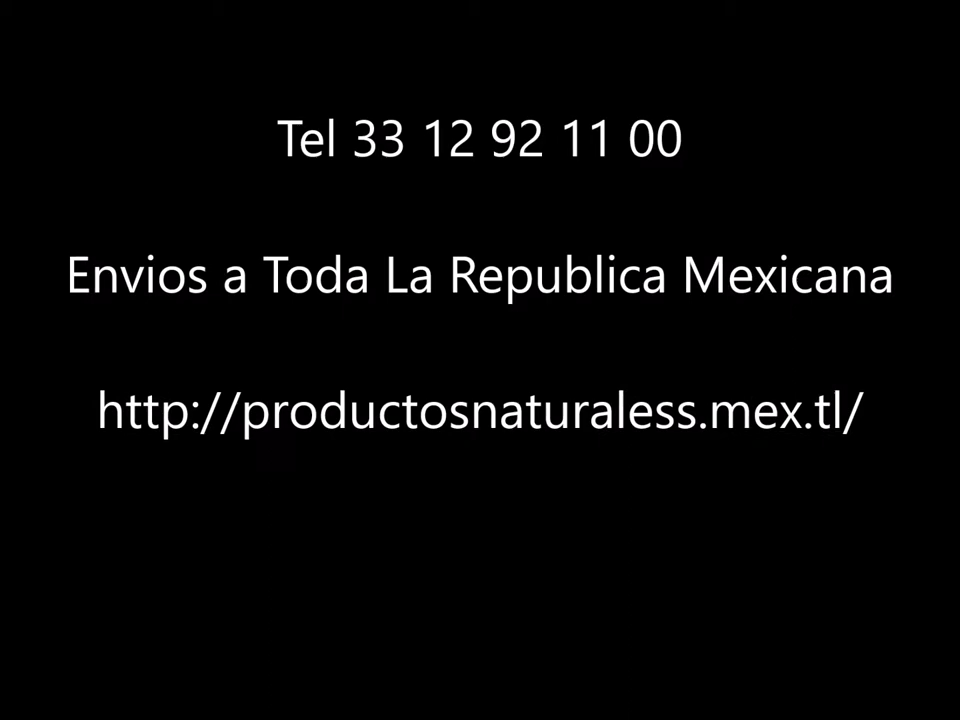 Tel 33 12 92 11 00
Envios a Toda La Republica Mexicana
http://productosnaturaless.mex.tl/